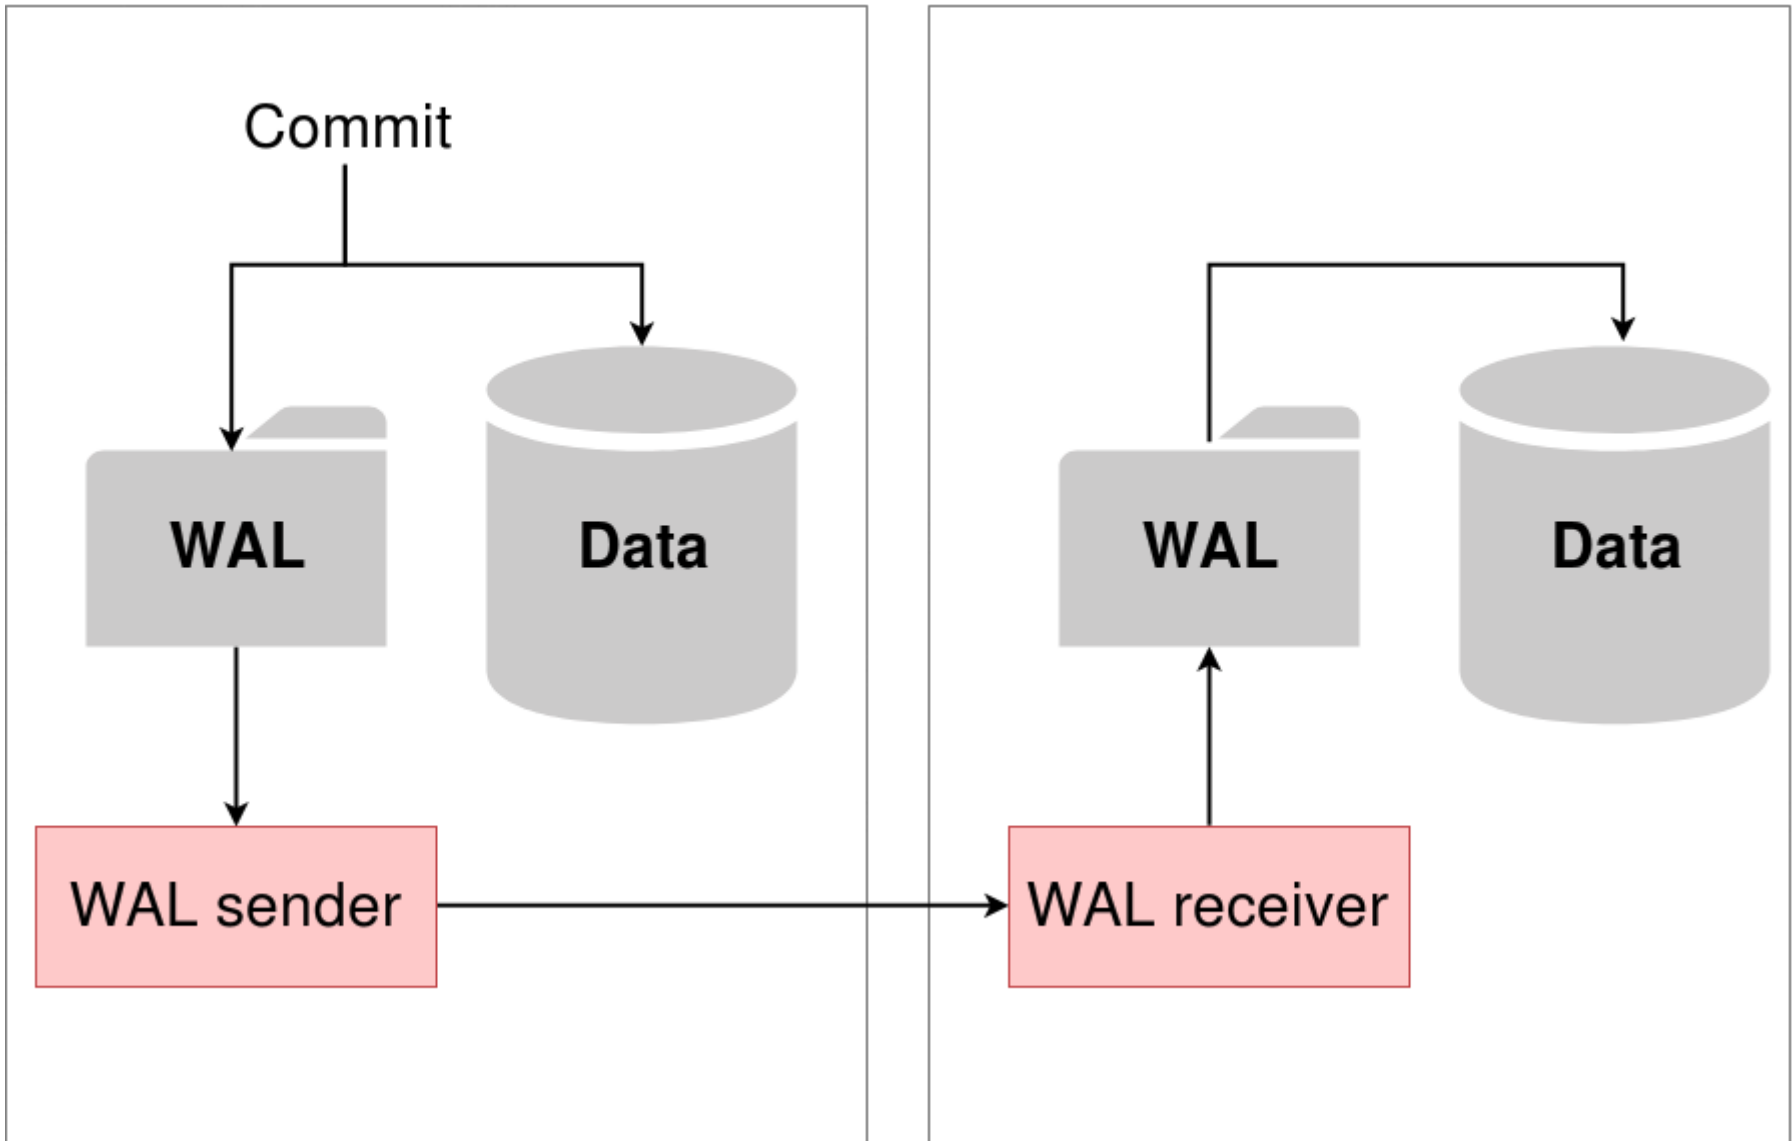 Commit
WAL
Data
WAL sender
WAL
Data
WAL receiver